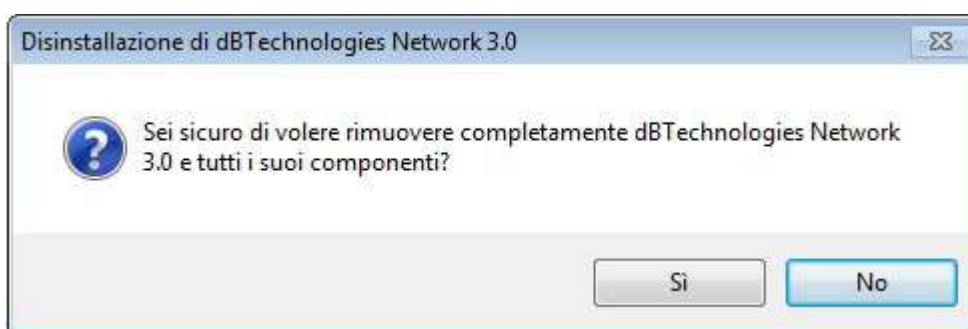 Disinstallazione di dBTechnologies Network 3.0
Sei sicuro di volere rimuovere completamente dBTechnologies Network
3.0 e tutti i suoi componenti?
Sì
No